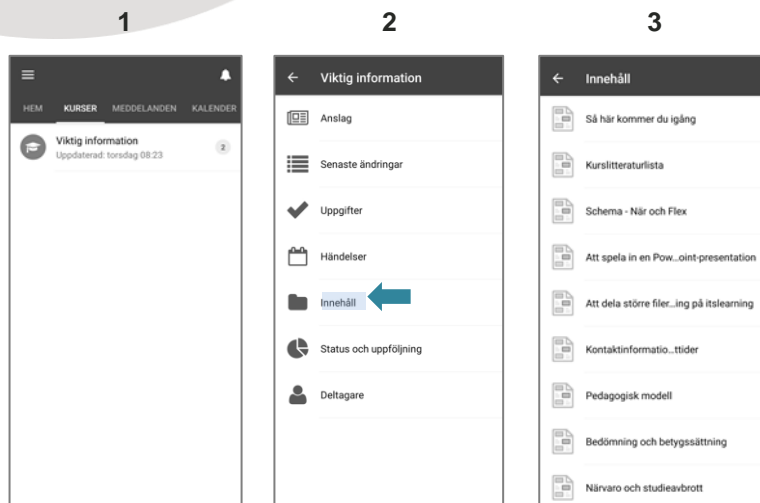 1
2
3
HEM KURSER MEDDELANDEN KALENDER
Viktig information
Uppdaterad: torsdag 08:23
2
Viktig information
Anslag
Senaste ändringar
Uppgifter
Händelser
Innehåll
Status och uppföljning
Deltagare
Innehåll
Så här kommer du igång
Kurslitteraturlista
Schema - När och Flex
Att spela in en Pow...oint-presentation
Att dela större filer...ing på itslearning
Kontaktinformatio...ttider
Pedagogisk modell
Bedömning och betygssättning
Närvaro och studieavbrott